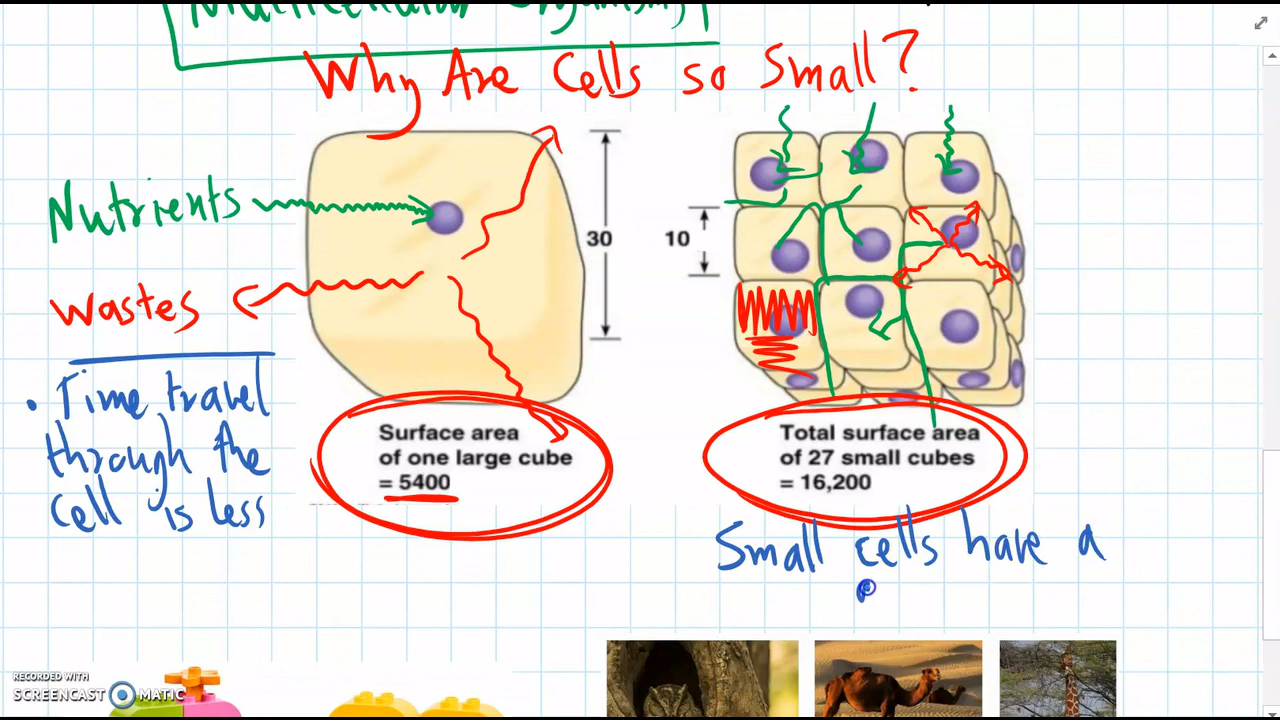 Multicellular Organisms
Why Are Cells so Small?
Nutrients
Wastes
• Time travel
through the
cell is less
30
10
Surface area
of one large cube
= 5400
Total surface area
of 27 small cubes
= 16,200
Small cells have a
RECORDED WITH
SCREENCAST MATIC